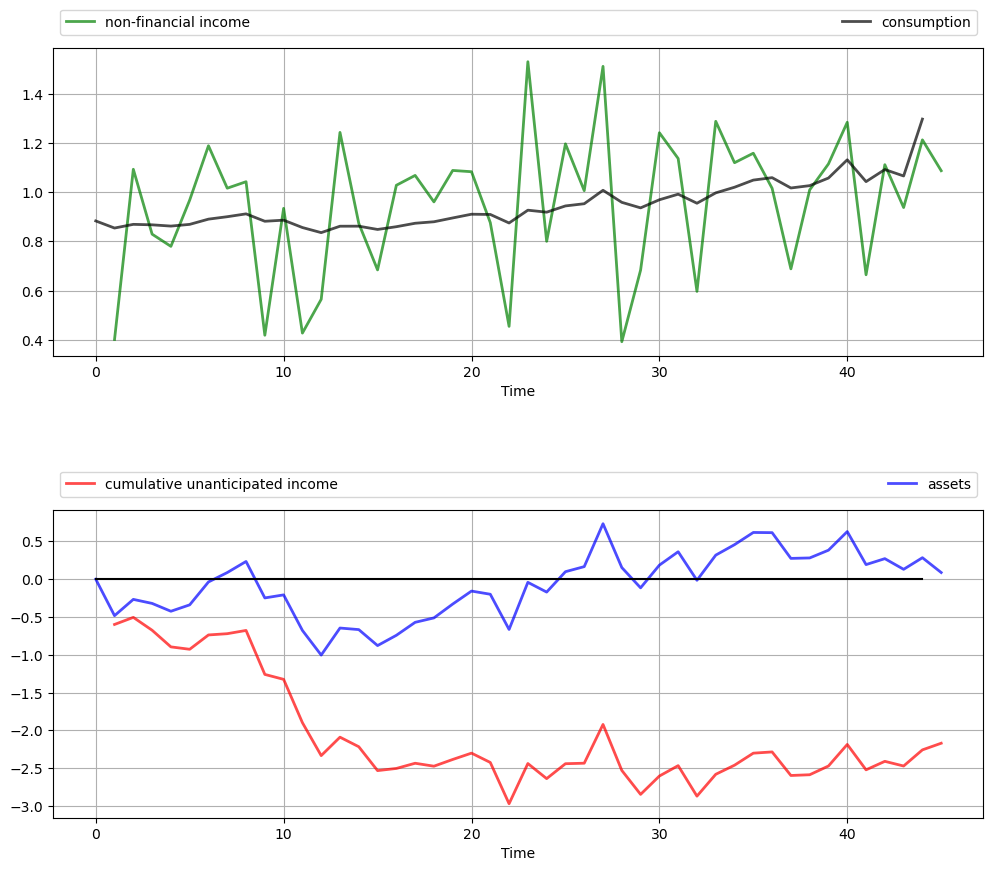 non-financial income
consumption
1.4
1.2
1.0
0.8
0.6
0.4
0 10 20 30 40
Time
cumulative unanticipated income
assets
0.5
0.0
−0.5
−1.0
−1.5
−2.0
−2.5
−3.0
0 10 20 30 40
Time